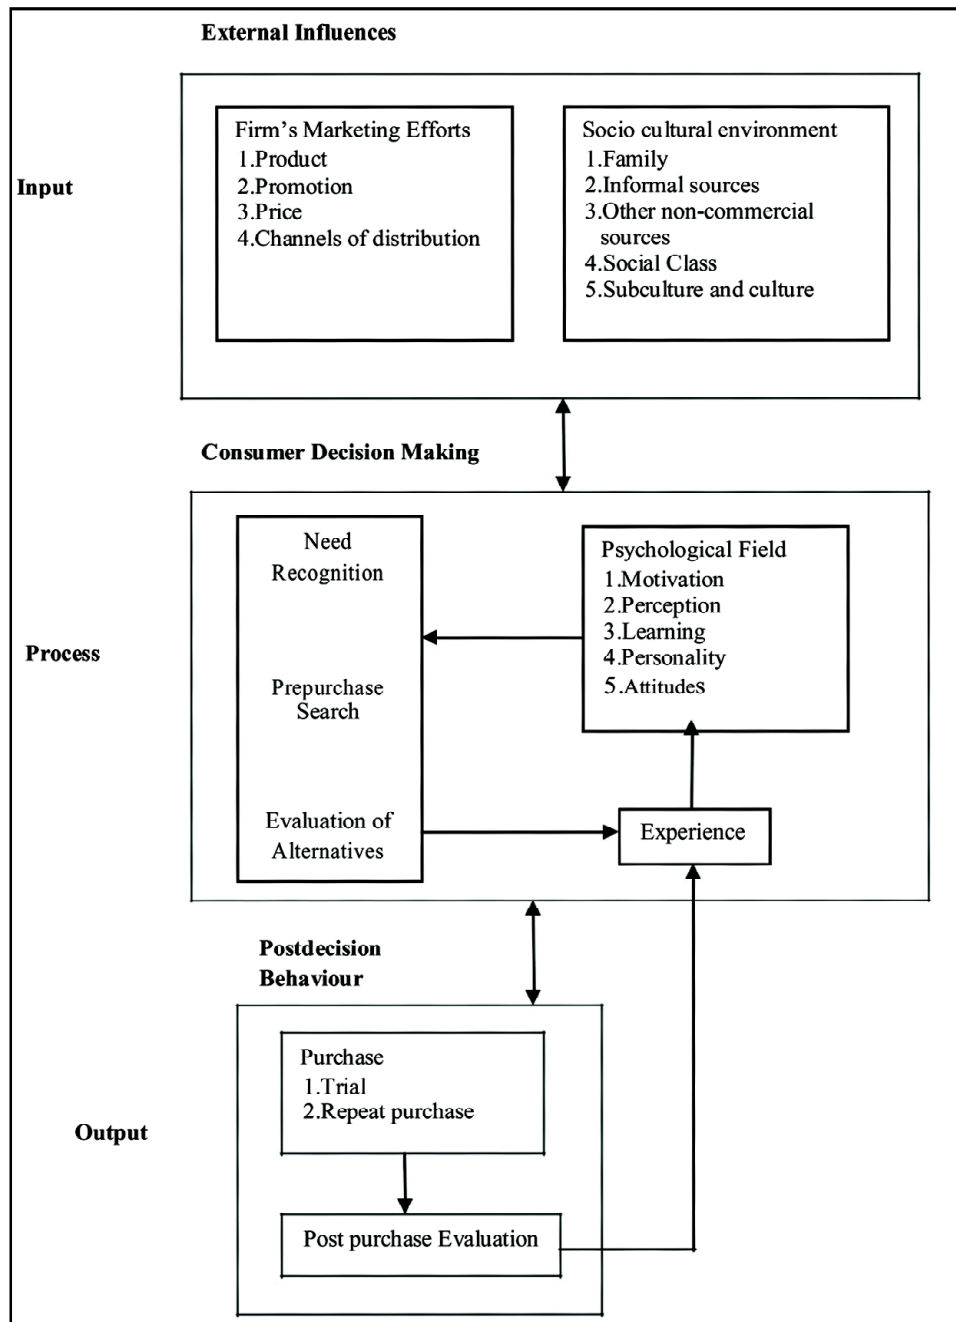 External Influences
Input
Firm's Marketing Efforts
1.Product
2.Promotion
3.Price
4.Channels of distribution
Socio cultural environment
1.Family
2.Informal sources
3.Other non-commercial
sources
4.Social Class
5.Subculture and culture
Consumer Decision Making
Process
Need
Recognition
Prepurchase
Search
Evaluation of
Alternatives
Psychological Field
1.Motivation
2.Perception
3.Learning
4.Personality
5.Attitudes
Experience
Postdecision
Behaviour
Output
Purchase
1.Trial
2.Repeat purchase
Post purchase Evaluation